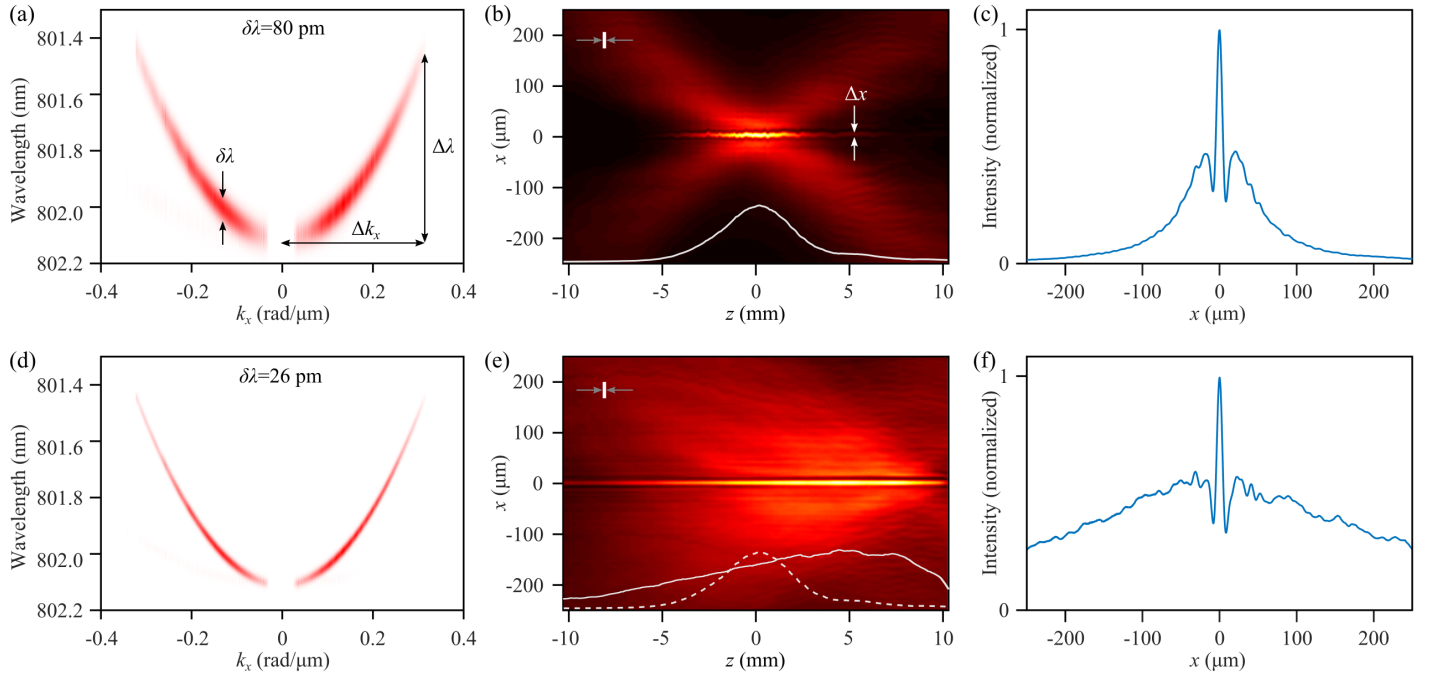 (a)
δλ=80 pm
801.4
801.6
801.8
802.0
802.2
Wavelength (nm)
δλ
Δλ
Δkx
-0.4
-0.2
0
0.2
0.4
kx (rad/μm)
(b)
200
100
0
-100
-200
x (μm)
Δx
-10
-5
0
5
10
z (mm)
(c)
1
0
Intensity (normalized)
-200
-100
0
100
200
x (μm)
(d)
δλ=26 pm
801.4
801.6
801.8
802.0
802.2
Wavelength (nm)
-0.4
-0.2
0
0.2
0.4
kx (rad/μm)
(e)
200
100
0
-100
-200
x (μm)
-10
-5
0
5
10
z (mm)
(f)
1
0
Intensity (normalized)
-200
-100
0
100
200
x (μm)